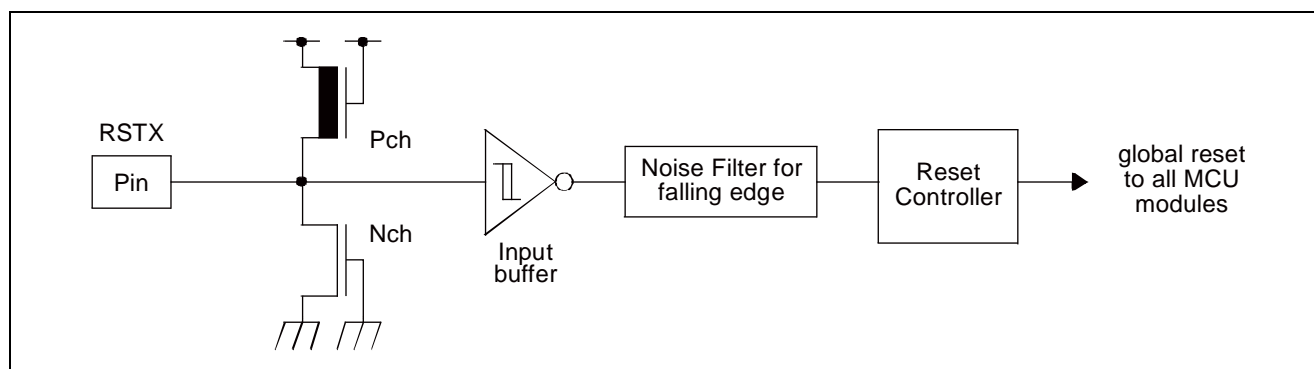 RSTX
Pin
Pch
Nch
Input
buffer
Noise Filter for
falling edge
Reset
Controller
global reset
to all MCU
modules